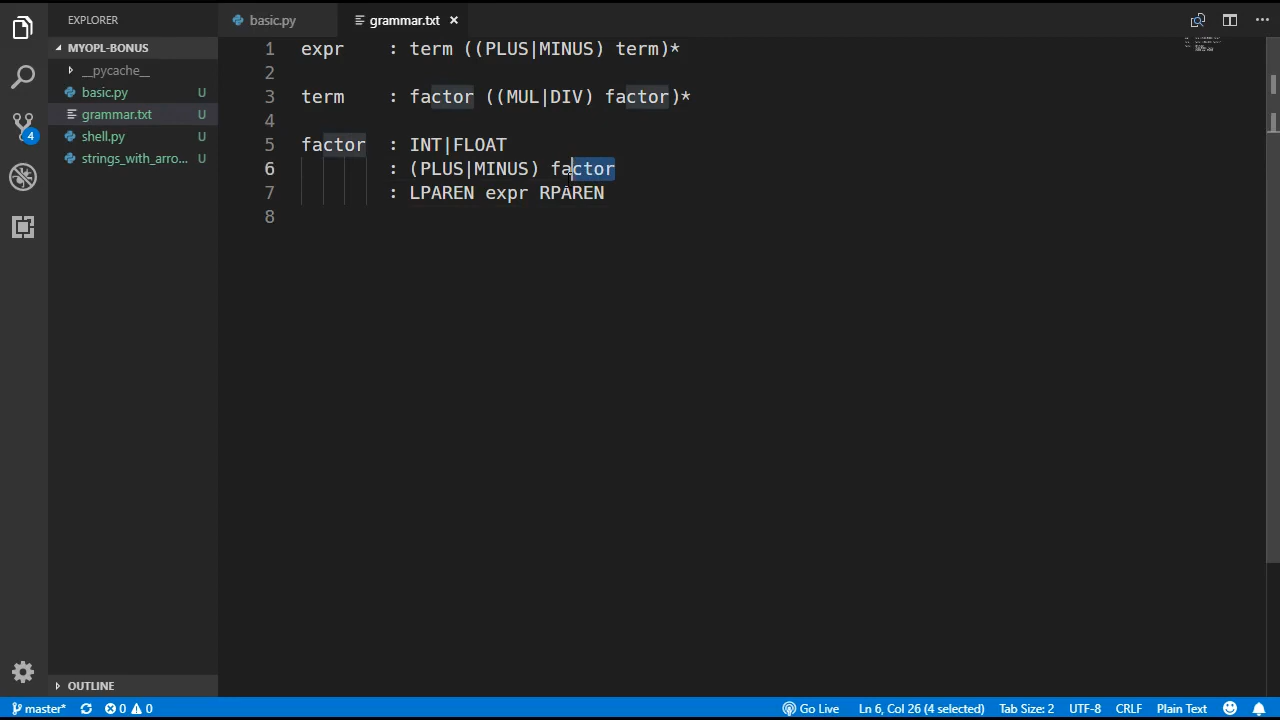 EXPLORER
basic.py
grammar.txt
MYOPL-BONUS
__pycache__
basic.py U
grammar.txt U
shell.py U
strings_with_arro... U
4
1 expr : term ((PLUS|MINUS) term)*
2
3 term : factor ((MUL|DIV) factor)*
4
5 factor : INT|FLOAT
6 : (PLUS|MINUS) factor
7 : LPAREN expr RPAREN
8
OUTLINE
master* 0 0 Go Live Ln 6, Col 26 (4 selected) Tab Size: 2 UTF-8 CRLF Plain Text